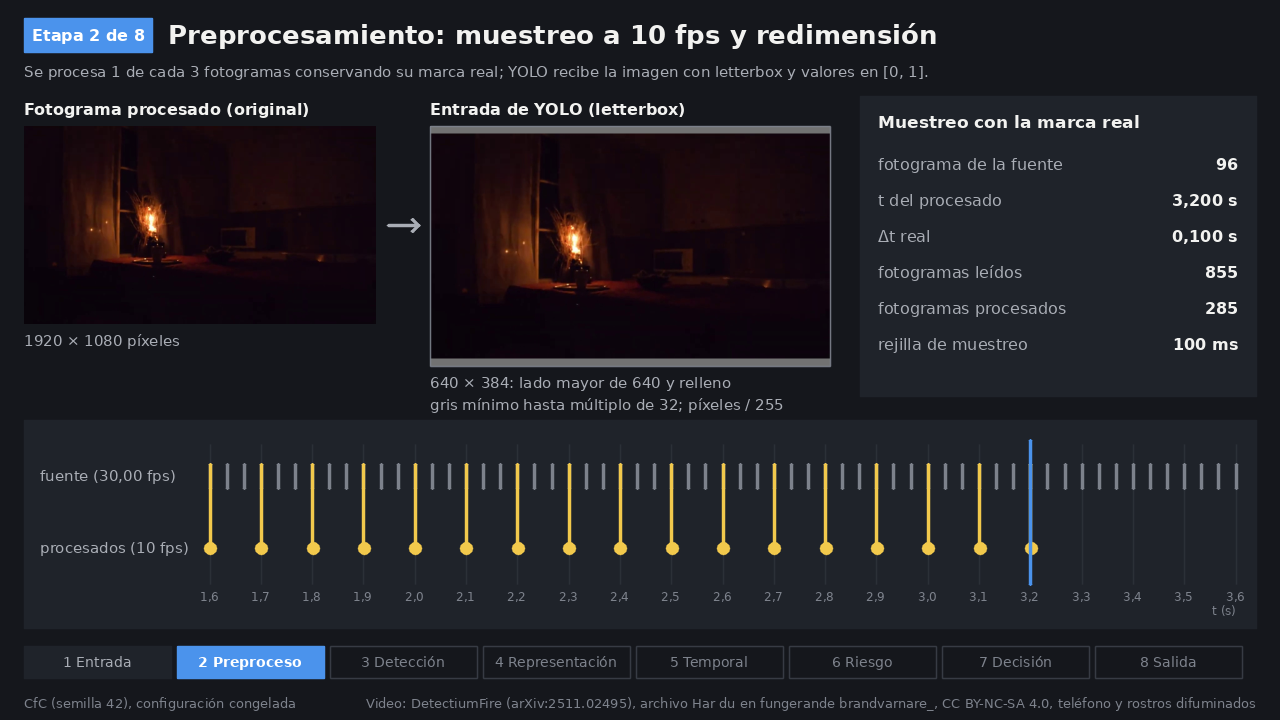 Etapa 2 de 8
Preprocesamiento: muestreo a 10 fps y redimensión
Se procesa 1 de cada 3 fotogramas conservando su marca real; YOLO recibe la imagen con letterbox y valores en [0, 1].
Fotograma procesado (original)
1920 × 1080 píxeles
→
Entrada de YOLO (letterbox)
640 × 384: lado mayor de 640 y relleno
gris mínimo hasta múltiplo de 32; píxeles / 255
Muestreo con la marca real
fotograma de la fuente 96
t del procesado 3,200 s
Δt real 0,100 s
fotogramas leídos 855
fotogramas procesados 285
rejilla de muestreo 100 ms
fuente (30,00 fps)
procesados (10 fps)
1,6 1,7 1,8 1,9 2,0 2,1 2,2 2,3 2,4 2,5 2,6 2,7 2,8 2,9 3,0 3,1 3,2 3,3 3,4 3,5 3,6
t (s)
1 Entrada 2 Preproceso 3 Detección 4 Representación 5 Temporal 6 Riesgo 7 Decisión 8 Salida
CfC (semilla 42), configuración congelada
Video: DetectiumFire (arXiv:2511.02495), archivo Har du en fungerande brandvarnare_, CC BY-NC-SA 4.0, teléfono y rostros difuminados